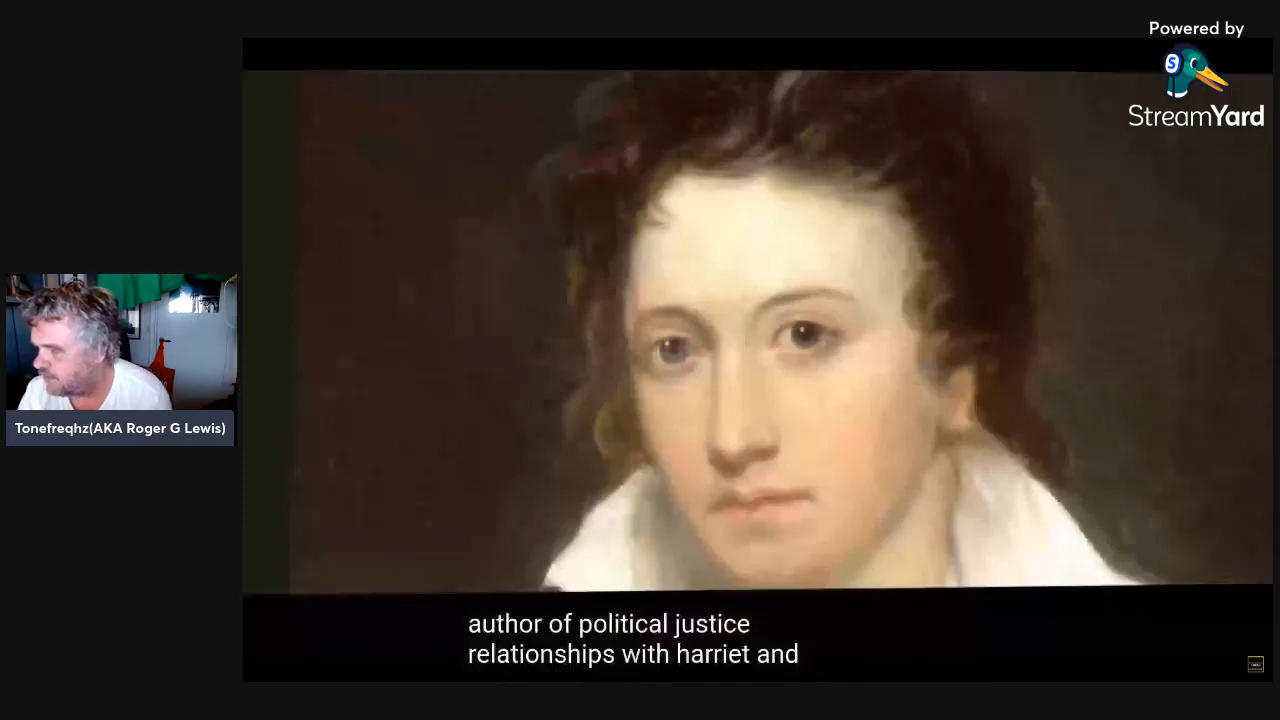 Powered by
S
StreamYard
Tonefreqhz(AKA Roger G Lewis)
author of political justice
relationships with harriet and